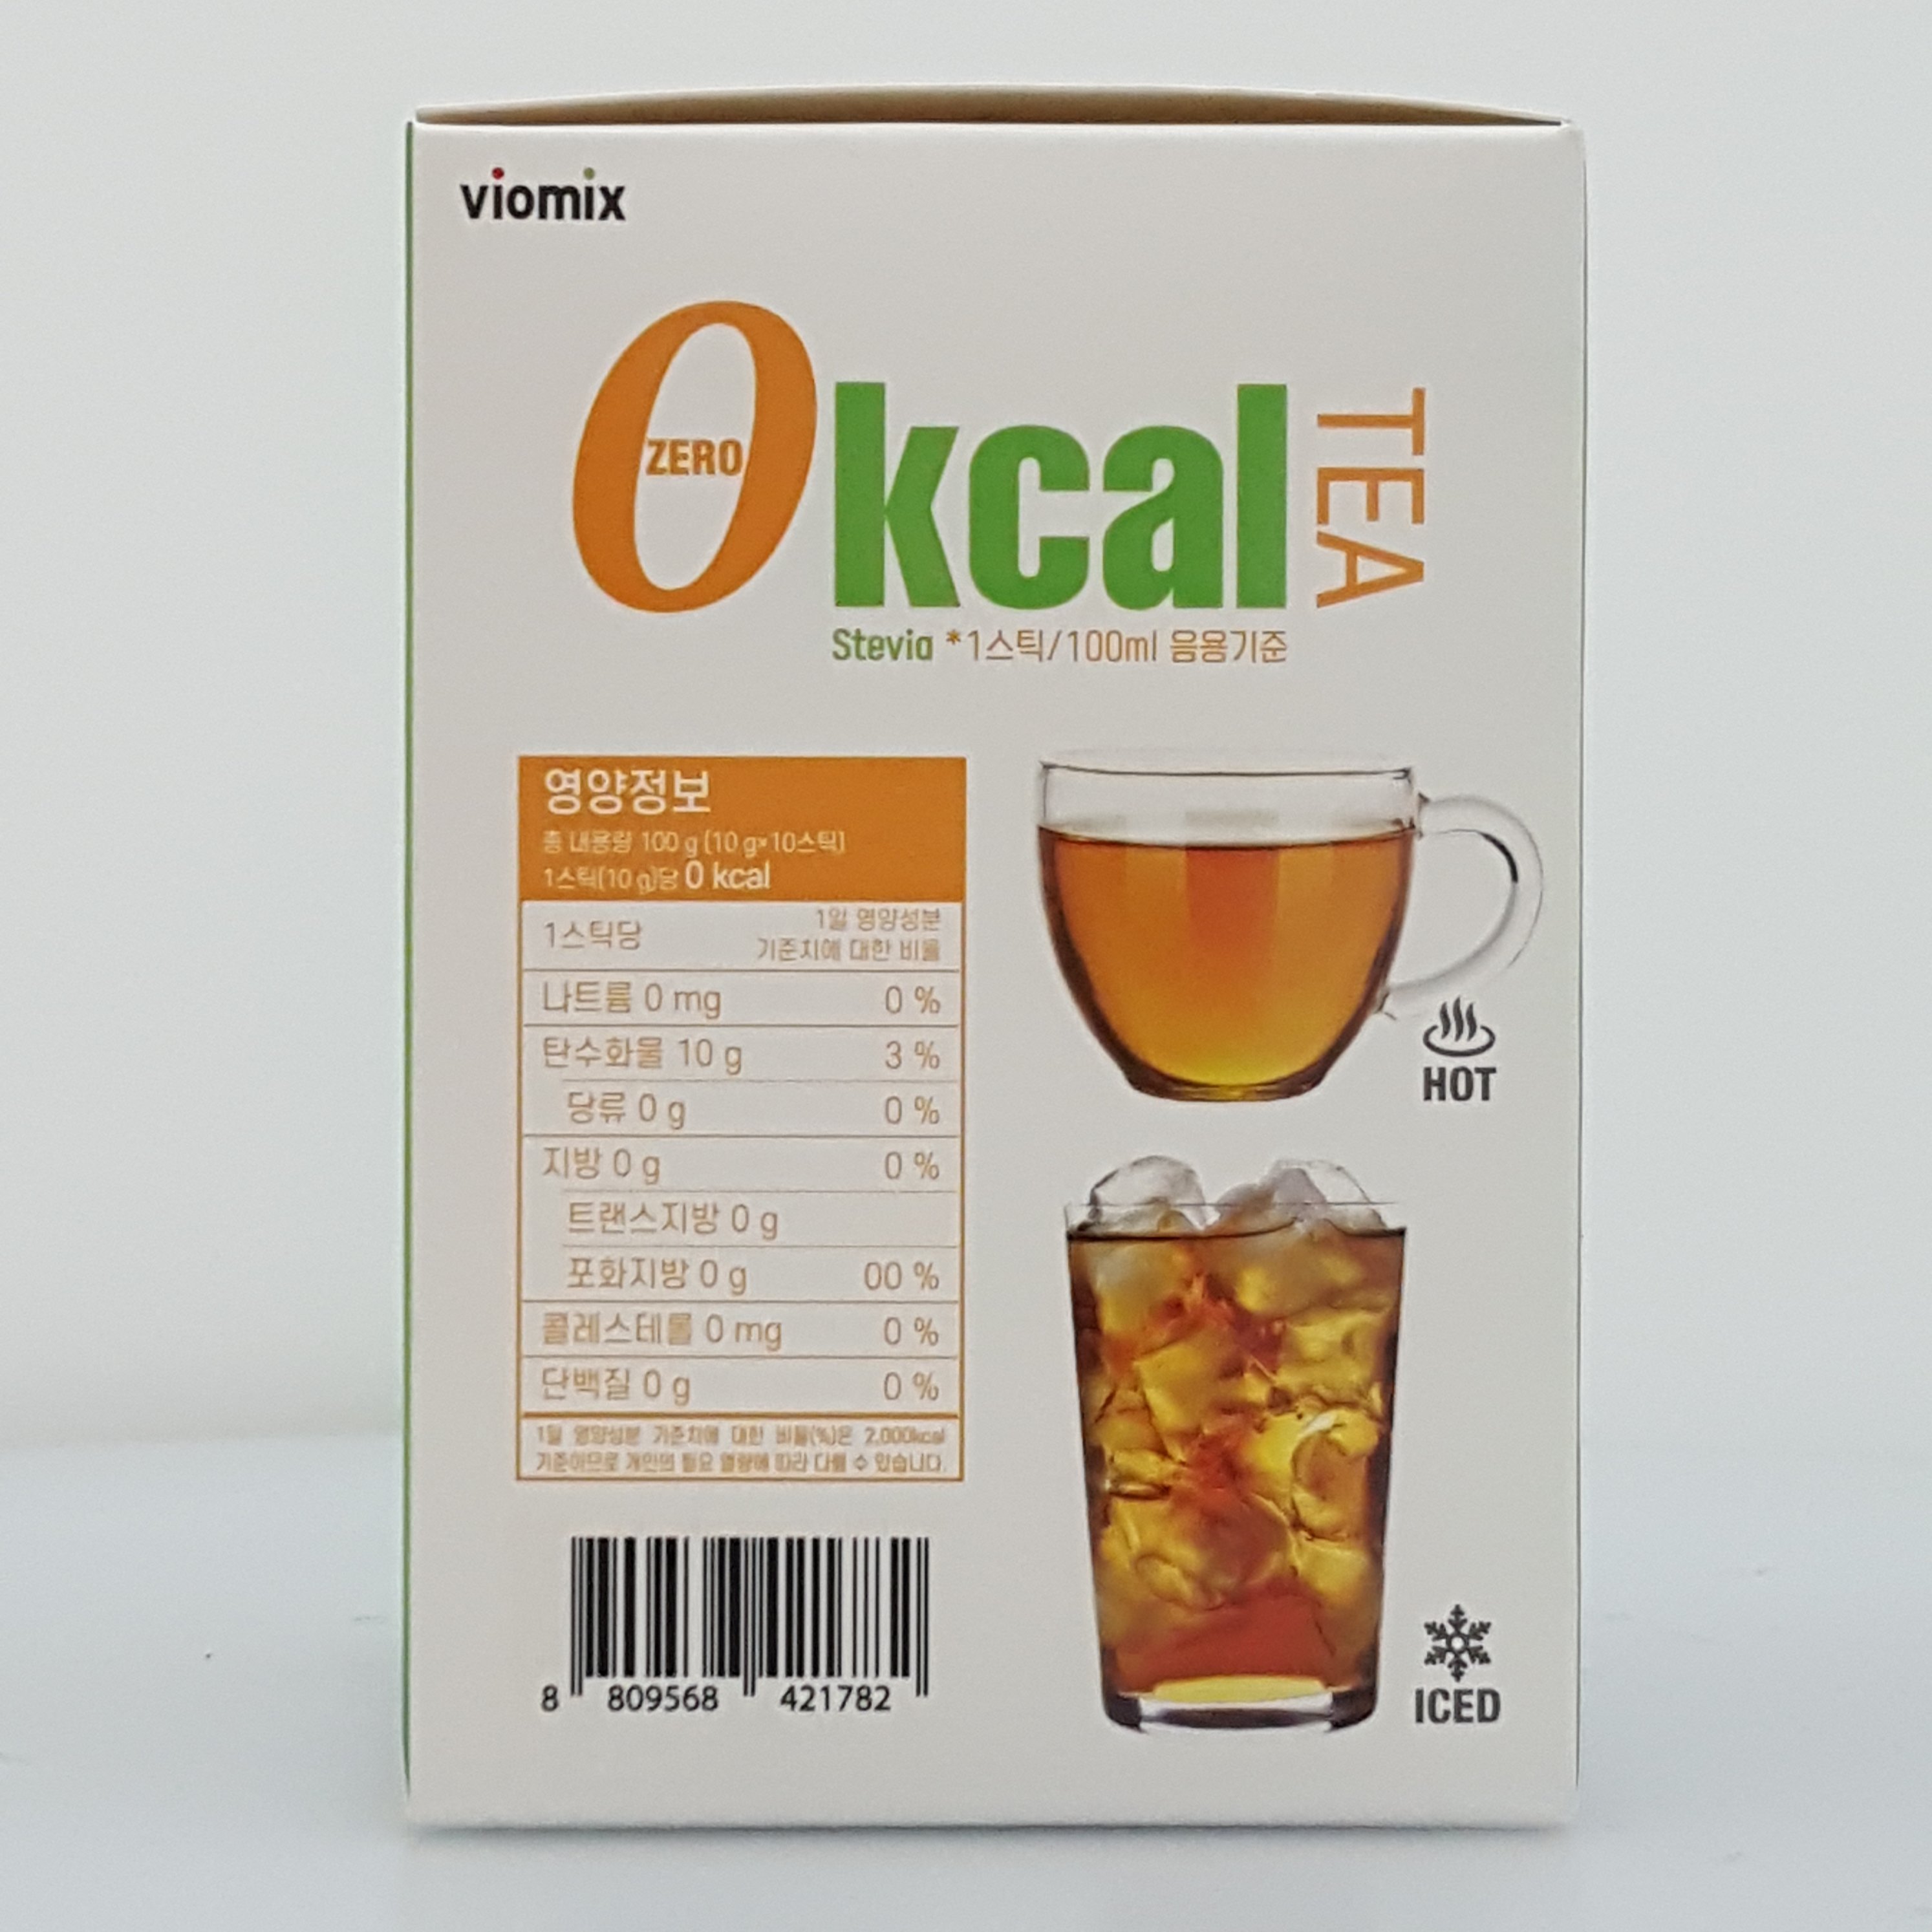 viomix
0 kcal TEA
ZERO
Stevia *1스틱/100ml 음용기준
영양정보
총 내용량 100 g (10 g×10스틱)
1스틱(10 g)당 0 kcal
1스틱당
1일 영양성분
기준치에 대한 비율
나트륨 0 mg 0 %
탄수화물 10 g 3 %
당류 0 g 0 %
지방 0 g 0 %
트랜스지방 0 g
포화지방 0 g 00 %
콜레스테롤 0 mg 0 %
단백질 0 g 0 %
1일 영양성분 기준치에 대한 비율(%)은 2,000kcal
기준이므로 개인의 필요 열량에 따라 다를 수 있습니다.
HOT
ICED
8 809568 421782